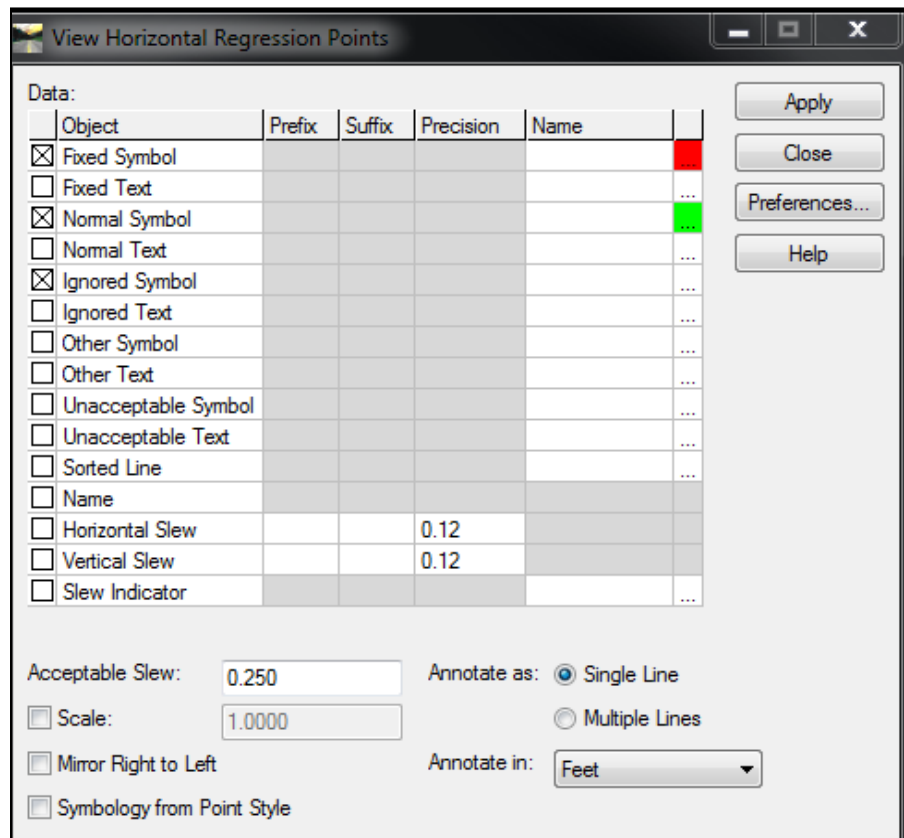 View Horizontal Regression Points
Data:
Object Prefix Suffix Precision Name
Fixed Symbol ...
Fixed Text ...
Normal Symbol ...
Normal Text ...
Ignored Symbol ...
Ignored Text ...
Other Symbol ...
Other Text ...
Unacceptable Symbol ...
Unacceptable Text ...
Sorted Line ...
Name
Horizontal Slew 0.12
Vertical Slew 0.12
Slew Indicator ...
Apply
Close
Preferences...
Help
Acceptable Slew: 0.250
Scale: 1.0000
Mirror Right to Left
Symbology from Point Style
Annotate as: Single Line
Multiple Lines
Annotate in: Feet